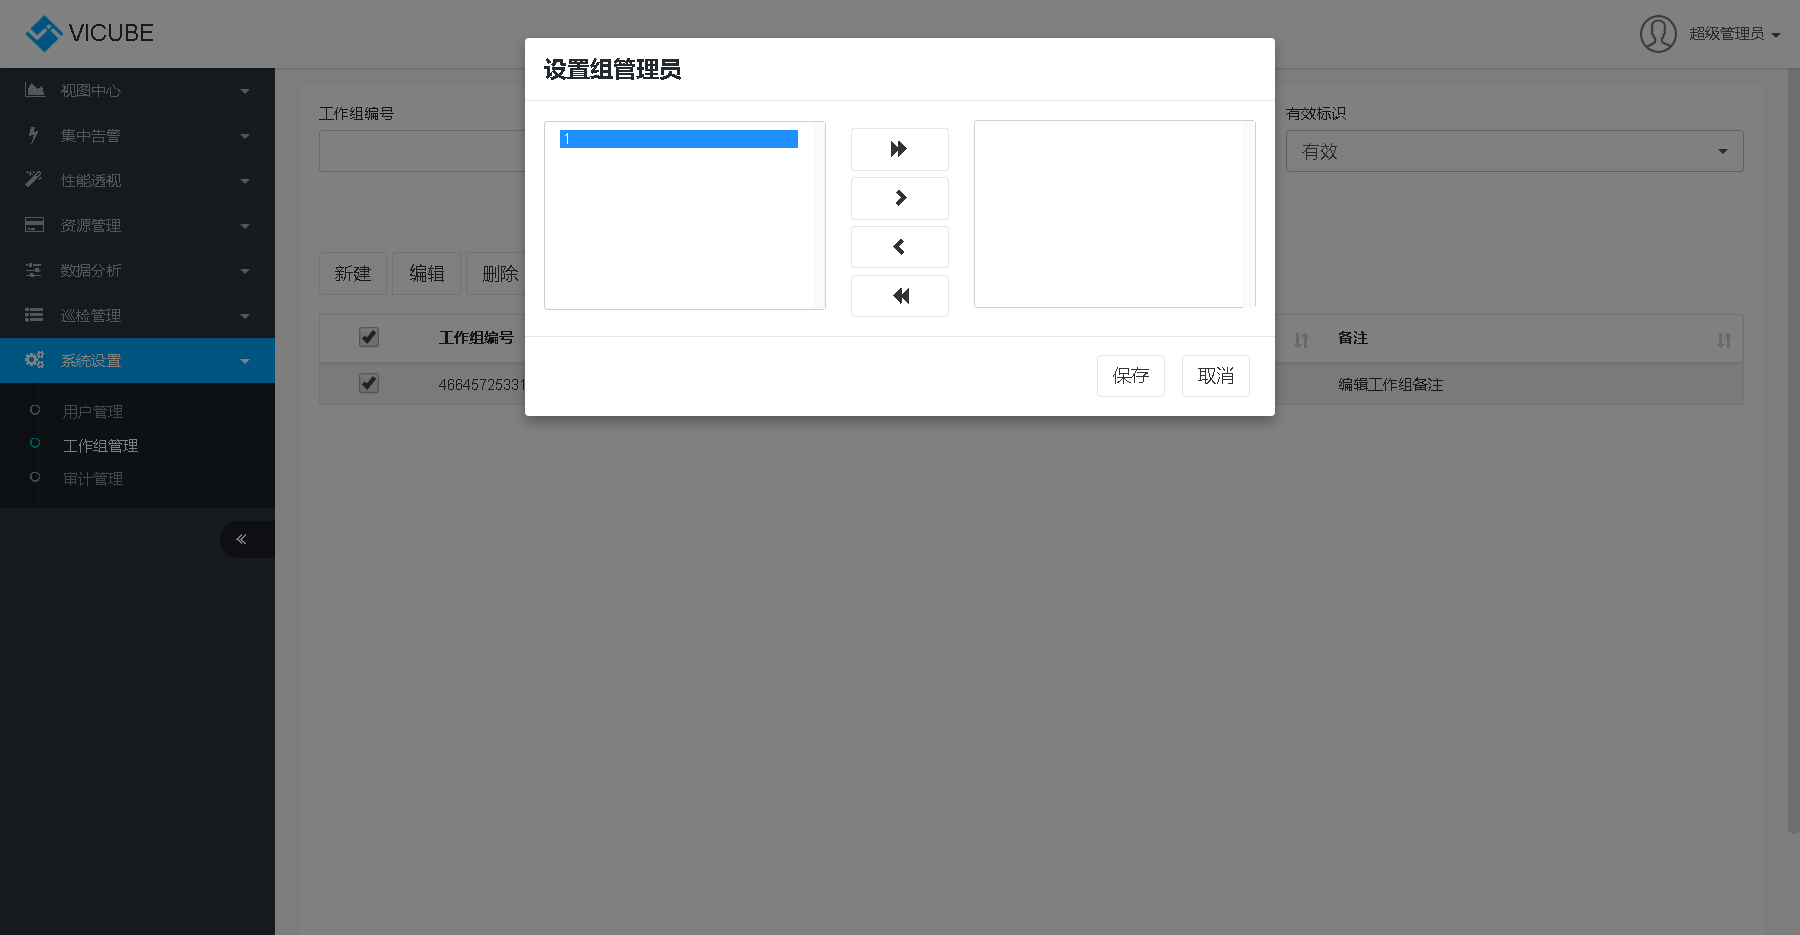 VICUBE
超级管理员
视图中心
集中告警
性能透视
资源管理
数据分析
巡检管理
系统设置
用户管理
工作组管理
审计管理
设置组管理员
1
保存
取消
工作组编号
有效标识
有效
新建
编辑
删除
工作组编号
备注
46645725331
编辑工作组备注